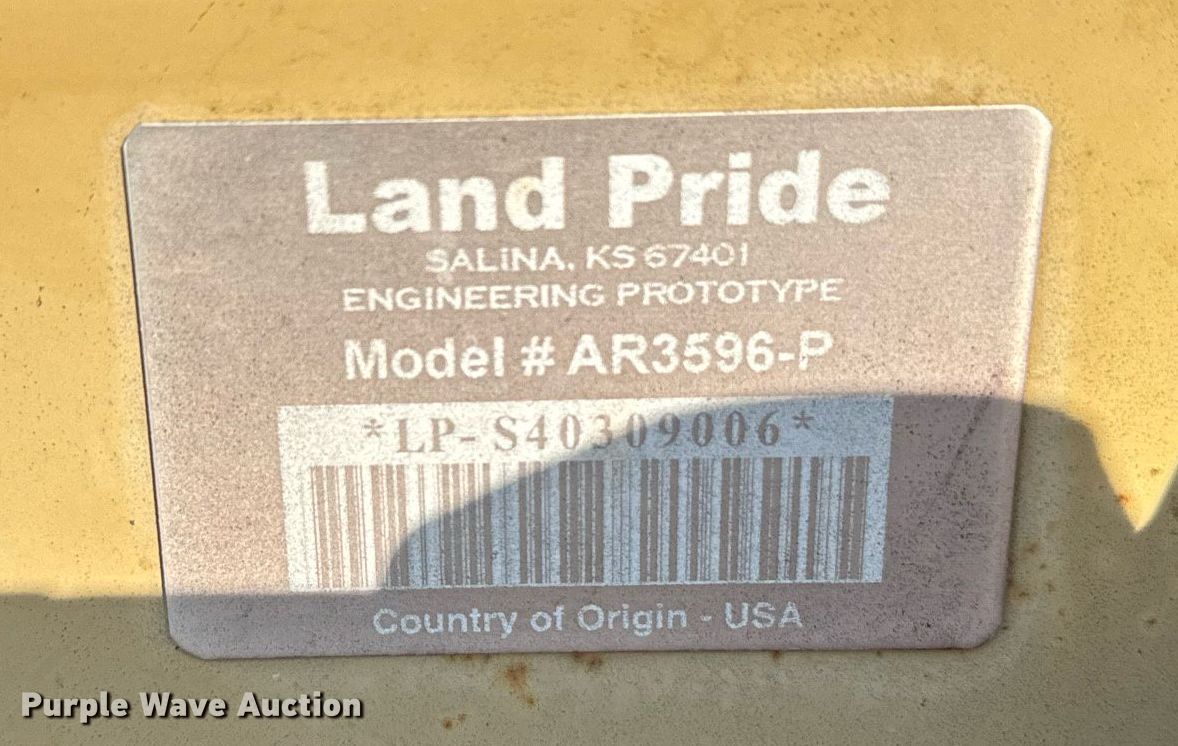 Land Pride
SALINA, KS 67401
ENGINEERING PROTOTYPE
Model # AR3596-P
*LP-S40309006*
Country of Origin - USA
Purple Wave Auction